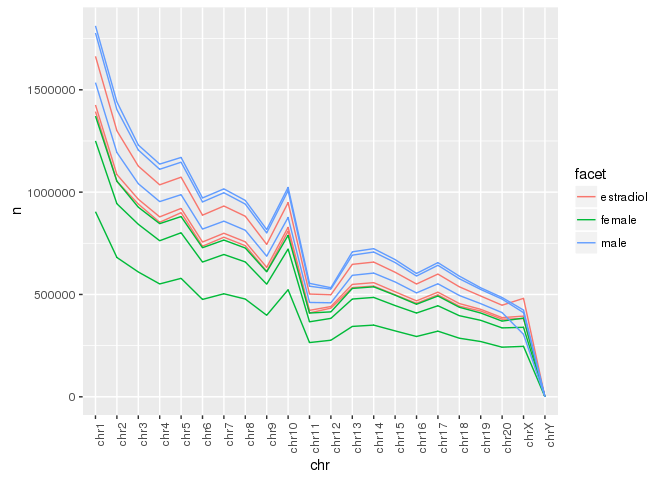 1500000
1000000
500000
0
n
chr1
chr2
chr3
chr4
chr5
chr6
chr7
chr8
chr9
chr10
chr11
chr12
chr13
chr14
chr15
chr16
chr17
chr18
chr19
chr20
chrX
chrY
chr
facet
estradiol
female
male